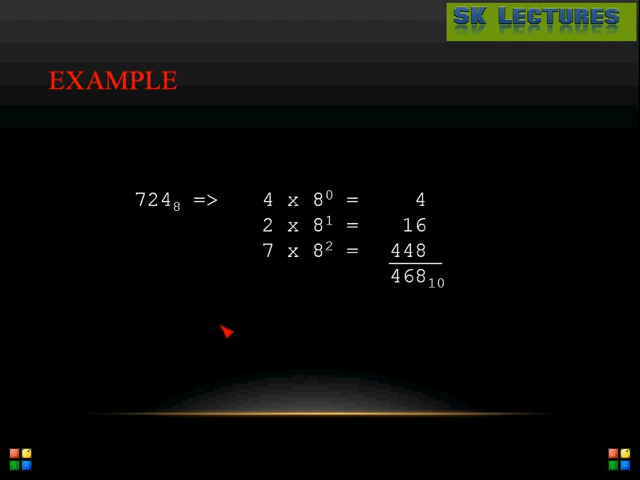 SK LECTURES
EXAMPLE
724₈ => 4 x 8⁰ = 4
2 x 8¹ = 16
7 x 8² = 448
468₁₀